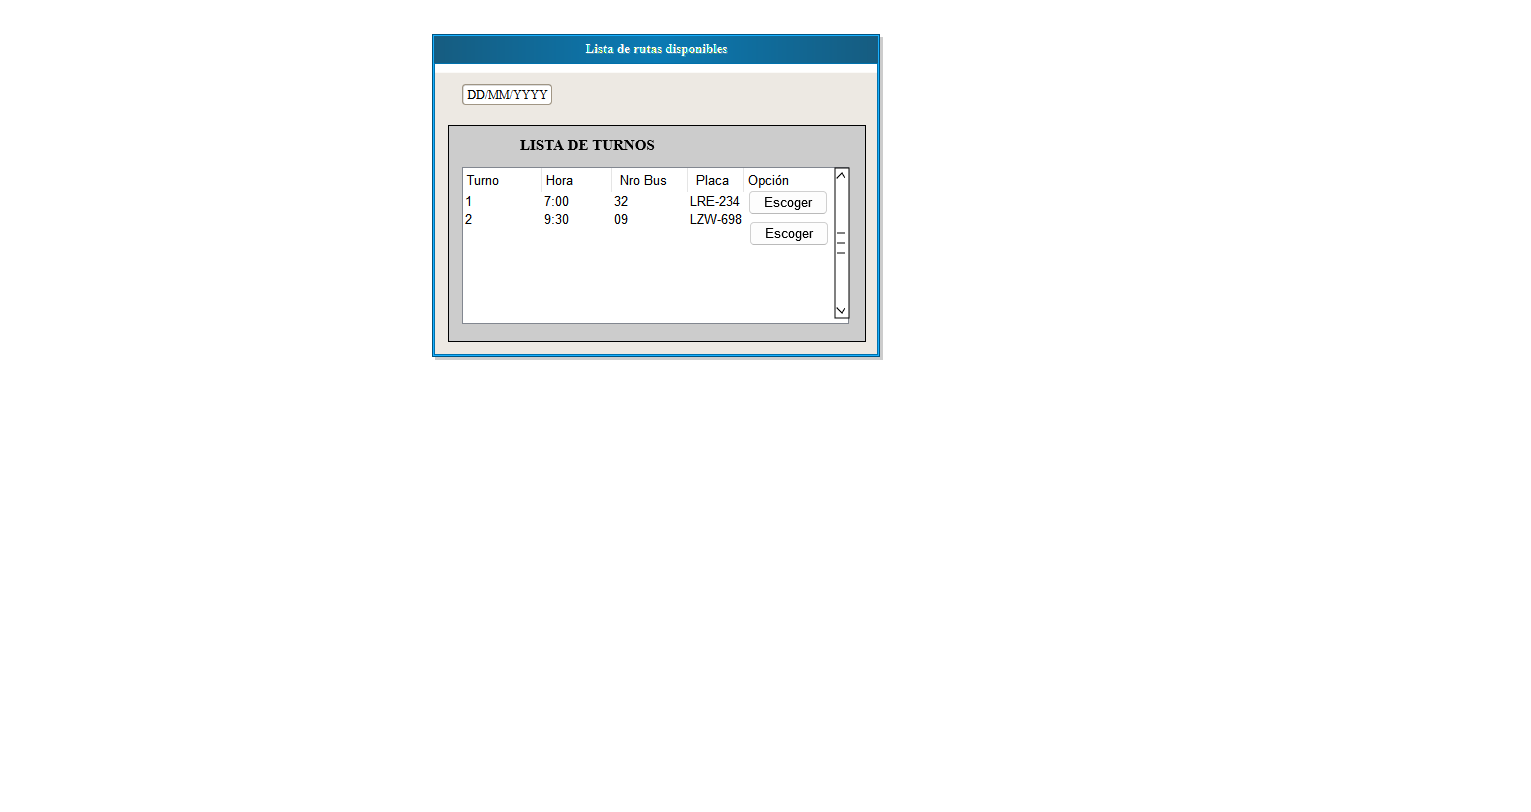 Lista de rutas disponibles
DD/MM/YYYY
LISTA DE TURNOS
Turno Hora Nro Bus Placa Opción
1 7:00 32 LRE-234 Escoger
2 9:30 09 LZW-698
Escoger